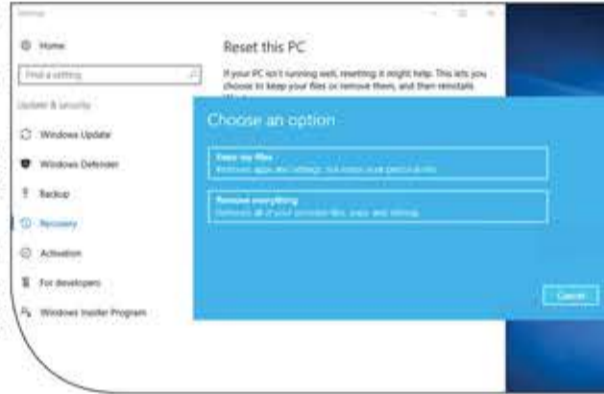 Settings
Home
Find a setting
Update & security
Windows Update
Windows Defender
Backup
Recovery
Activation
For developers
Windows Insider Program
Reset this PC
If your PC isn't running well, resetting it might help. This lets you
choose to keep your files or remove them, and then reinstalls
Choose an option
Keep my files
Removes apps and settings, but keeps your personal files.
Remove everything
Removes all of your personal files, apps, and settings.
Cancel